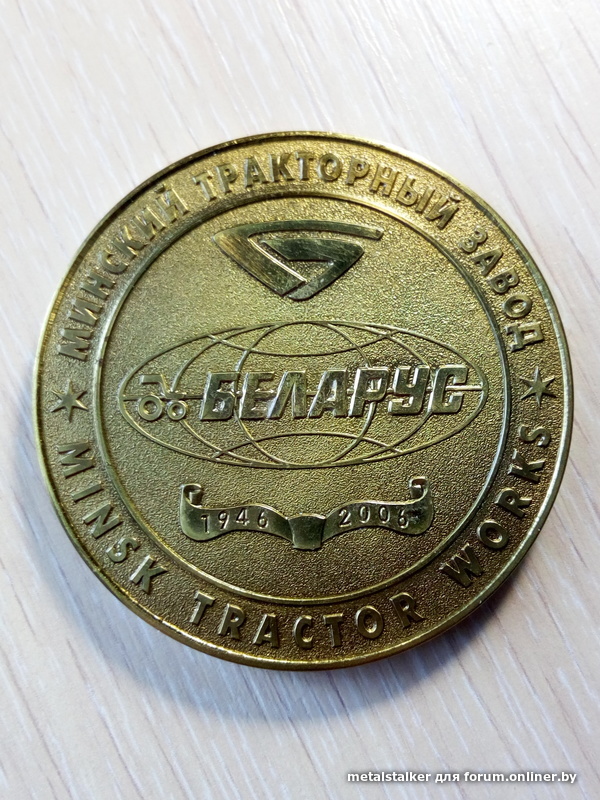 МИНСКИЙ ТРАКТОРНЫЙ ЗАВОД
БЕЛАРУС
1946 2006
MINSK TRACTOR WORKS
metalstalker для forum.onliner.by